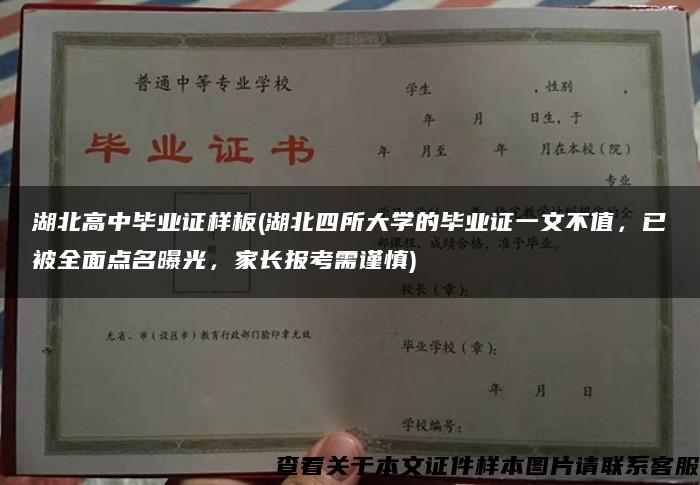 普通中等专业学校
毕业证书
无省、市(设区市)教育行政部门验印章无效
学生　　　，性别　　，
年　月　日生，于
年　月至　年　月在本校(院)
专业
湖北高中毕业证样板(湖北四所大学的毕业证一文不值，已
被全面点名曝光，家长报考需谨慎)
部课程，成绩合格，准予毕业。
校长(章)：
毕业学校(章)：
年　月　日
学校编号：
查看关于本文证件样本图片请联系客服